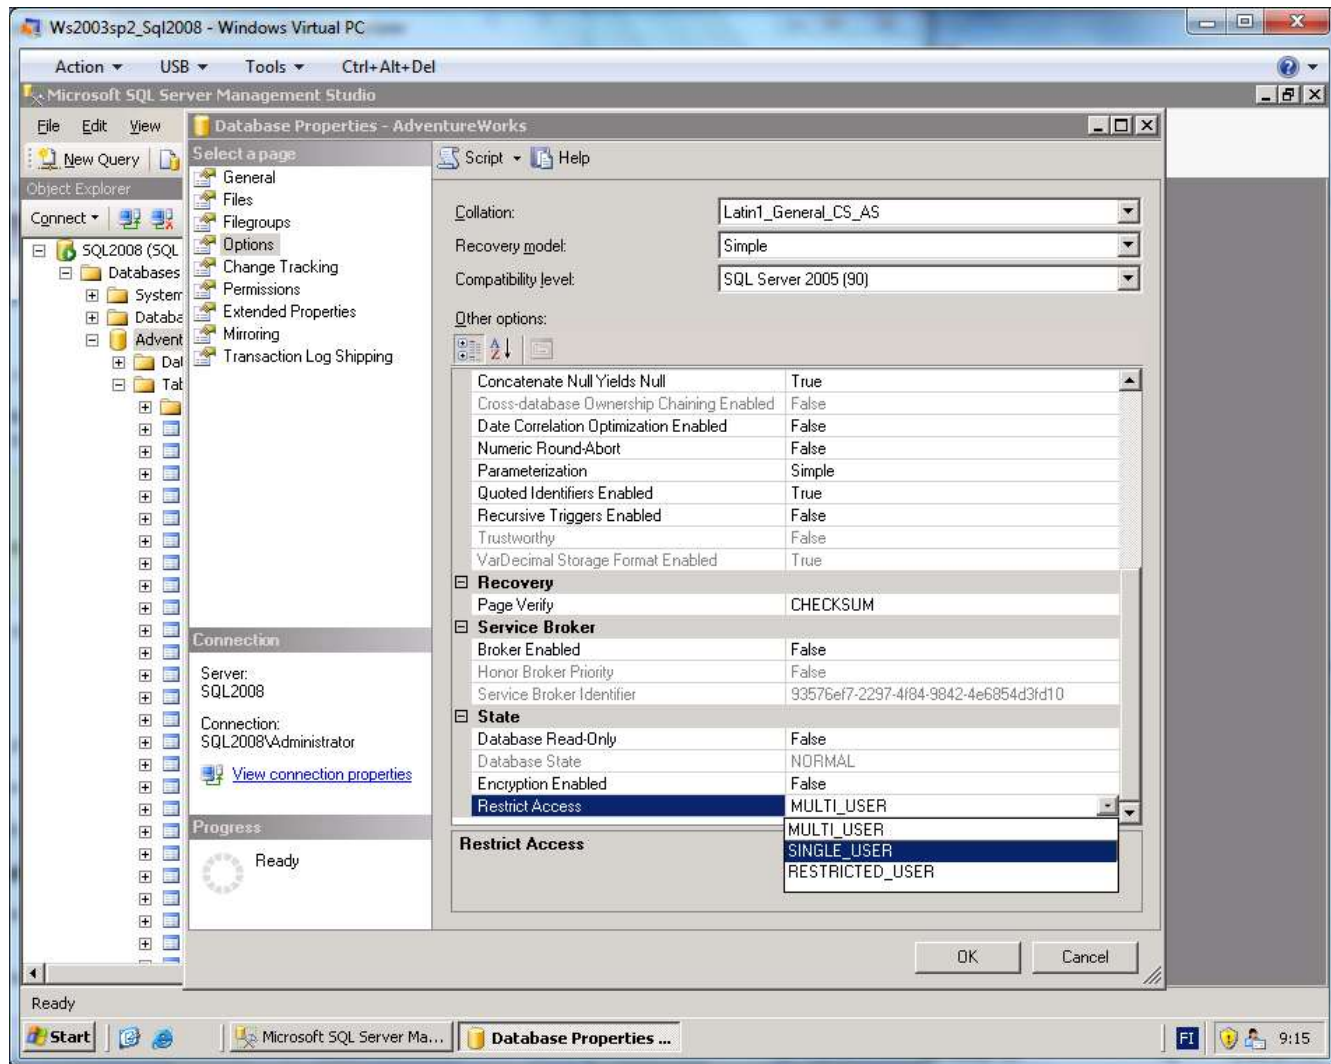 Ws2003sp2_Sql2008 - Windows Virtual PC
Action USB Tools Ctrl+Alt+Del
Microsoft SQL Server Management Studio
File Edit View
Database Properties - AdventureWorks
New Query
Select a page
Script Help
Object Explorer
Connect
General
Files
Filegroups
Options
Change Tracking
Permissions
Extended Properties
Mirroring
Transaction Log Shipping
SQL2008 (SQL
Databases
System
Databa
Advent
Dat
Tab
Collation: Latin1_General_CS_AS
Recovery model: Simple
Compatibility level: SQL Server 2005 (90)
Other options:
Concatenate Null Yields Null True
Cross-database Ownership Chaining Enabled False
Date Correlation Optimization Enabled False
Numeric Round-Abort False
Parameterization Simple
Quoted Identifiers Enabled True
Recursive Triggers Enabled False
Trustworthy False
VarDecimal Storage Format Enabled True
Recovery
Page Verify CHECKSUM
Service Broker
Broker Enabled False
Honor Broker Priority False
Service Broker Identifier 93576ef7-2297-4f84-9842-4e6854d3fd10
State
Database Read-Only False
Database State NORMAL
Encryption Enabled False
Restrict Access MULTI_USER
MULTI_USER
SINGLE_USER
RESTRICTED_USER
Restrict Access
Connection
Server:
SQL2008
Connection:
SQL2008\Administrator
View connection properties
Progress
Ready
OK Cancel
Ready
Start Microsoft SQL Server Ma... Database Properties ... FI 9:15